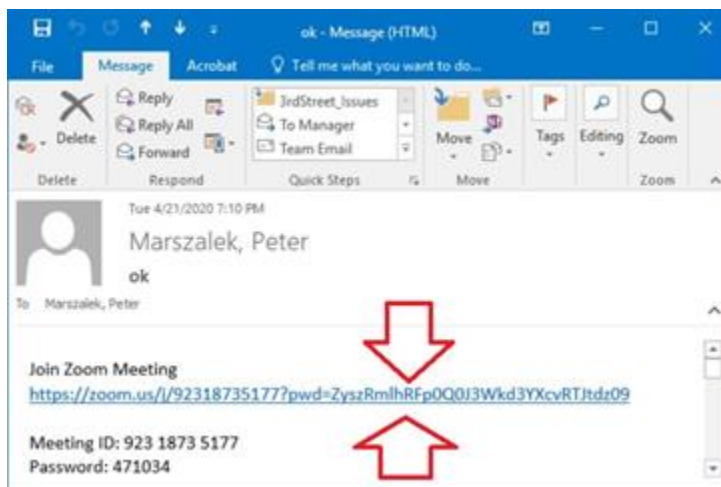 ok - Message (HTML)
File Message Acrobat Tell me what you want to do...
Delete
Reply
Reply All
Forward
3rdStreet_Issues
To Manager
Team Email
Move
Tags
Editing
Zoom
Delete Respond Quick Steps Move Zoom
Tue 4/21/2020 7:10 PM
Marszalek, Peter
ok
To Marszalek, Peter
Join Zoom Meeting
https://zoom.us/j/92318735177?pwd=ZyszRmlhRFp0Q0J3Wkd3YXcvRTJtdz09
Meeting ID: 923 1873 5177
Password: 471034